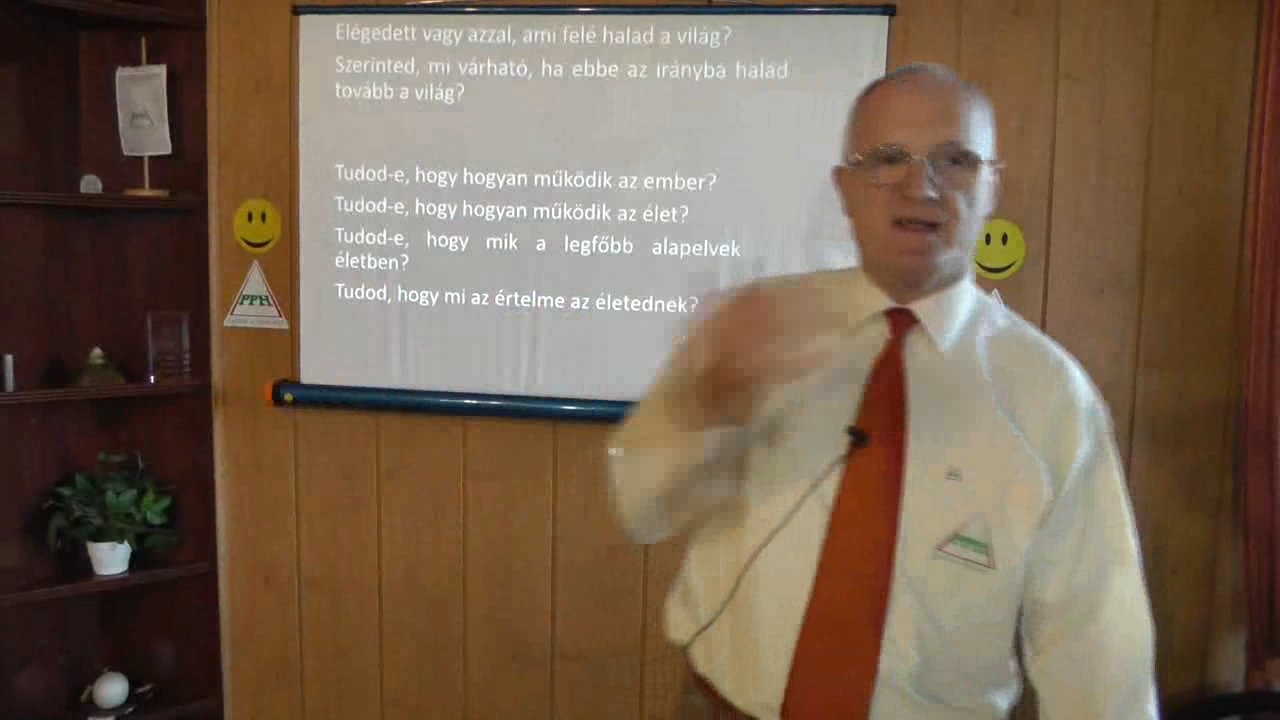 Elégedett vagy azzal, ami felé halad a világ?
Szerinted, mi várható, ha ebbe az irányba halad
tovább a világ?
Tudod-e, hogy hogyan működik az ember?
Tudod-e, hogy hogyan működik az élet?
Tudod-e, hogy mik a legfőbb alapelvek
életben?
Tudod, hogy mi az értelme az életednek?
PPH